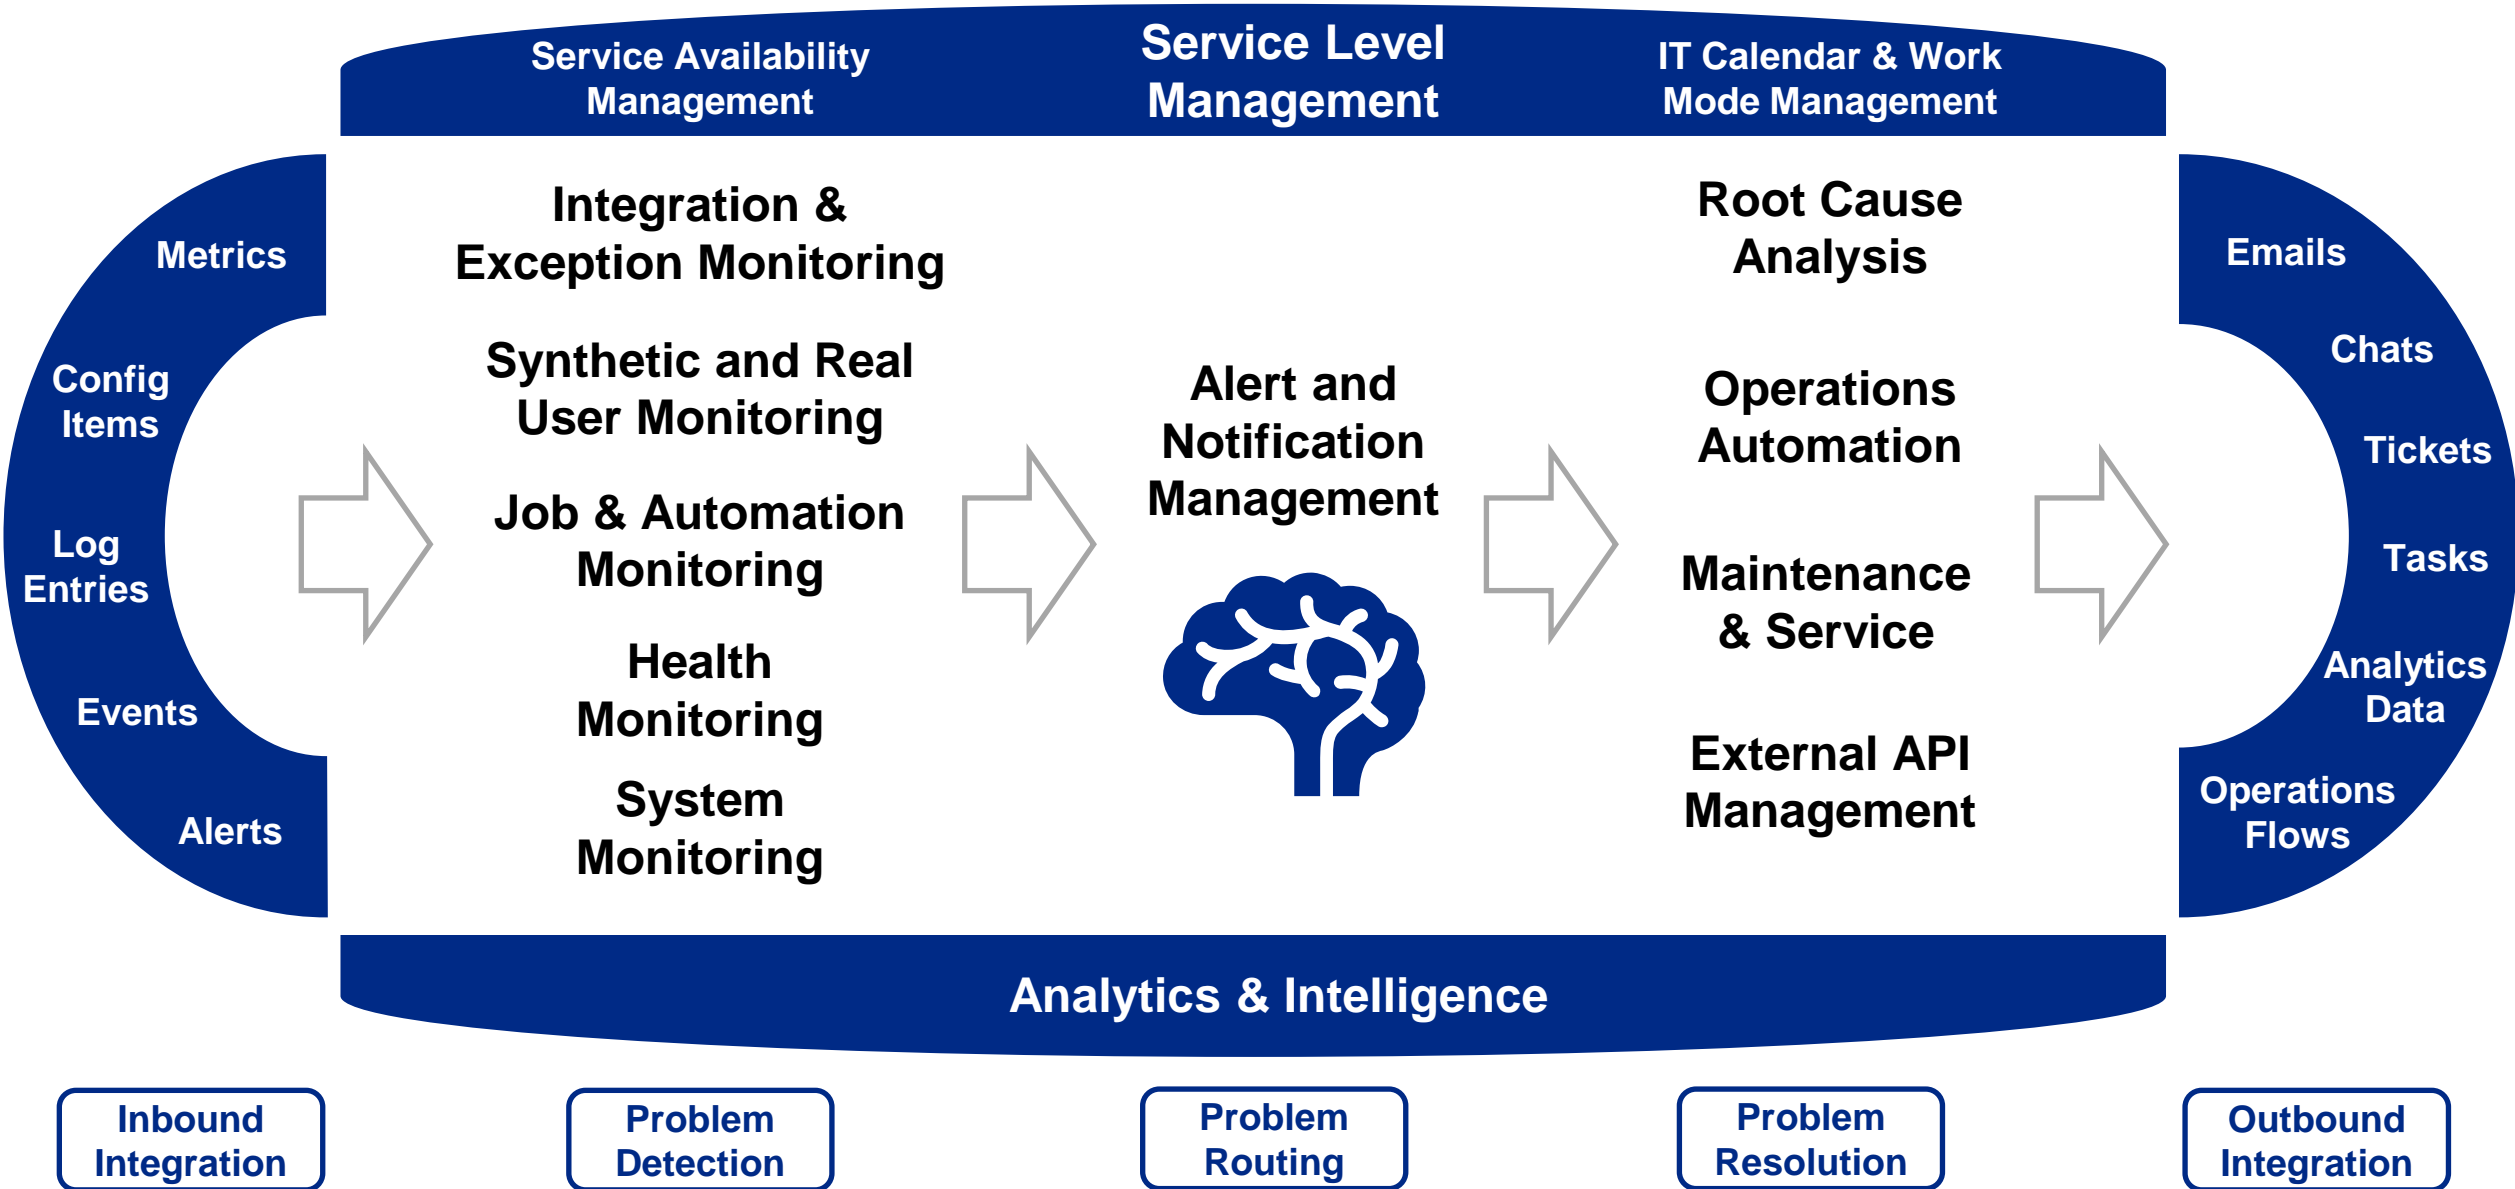 Service Availability
Management
Service Level
Management
IT Calendar & Work
Mode Management
Metrics
Config
Items
Log
Entries
Events
Alerts
Integration &
Exception Monitoring
Synthetic and Real
User Monitoring
Job & Automation
Monitoring
Health
Monitoring
System
Monitoring
Alert and
Notification
Management
Root Cause
Analysis
Operations
Automation
Maintenance
& Service
External API
Management
Emails
Chats
Tickets
Tasks
Analytics
Data
Operations
Flows
Analytics & Intelligence
Inbound
Integration
Problem
Detection
Problem
Routing
Problem
Resolution
Outbound
Integration